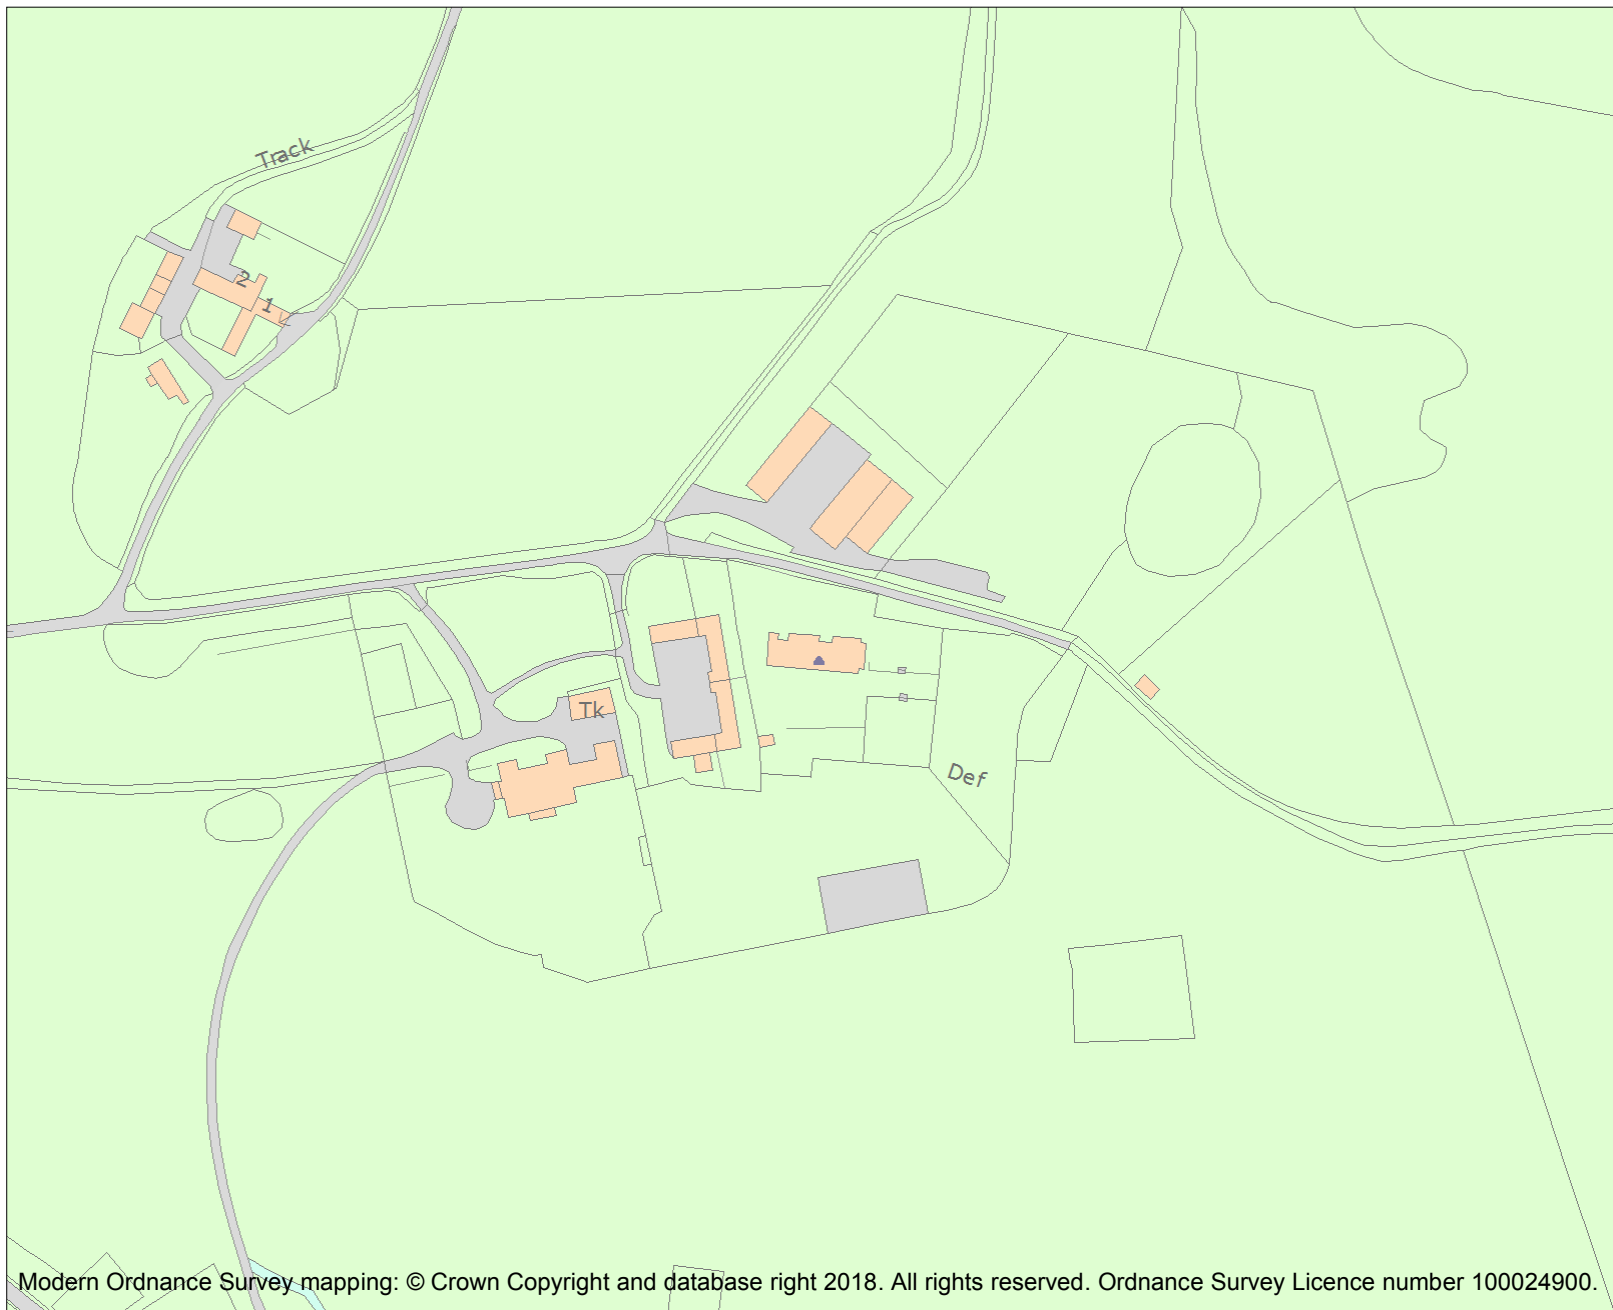 Track
2
1
Tk
Def
Modern Ordnance Survey mapping: © Crown Copyright and database right 2018. All rights reserved. Ordnance Survey Licence number 100024900.